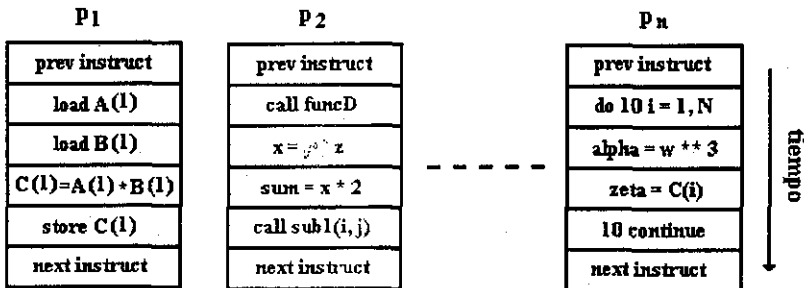 P1
prev instruct
load A(1)
load B(1)
C(1)=A(1)*B(1)
store C(1)
next instruct
P2
prev instruct
call funcD
x = z
sum = x * 2
call sub1(i, j)
next instruct
Pn
prev instruct
do 10 i = 1, N
alpha = w ** 3
zeta = C(i)
10 continue
next instruct
tiempo